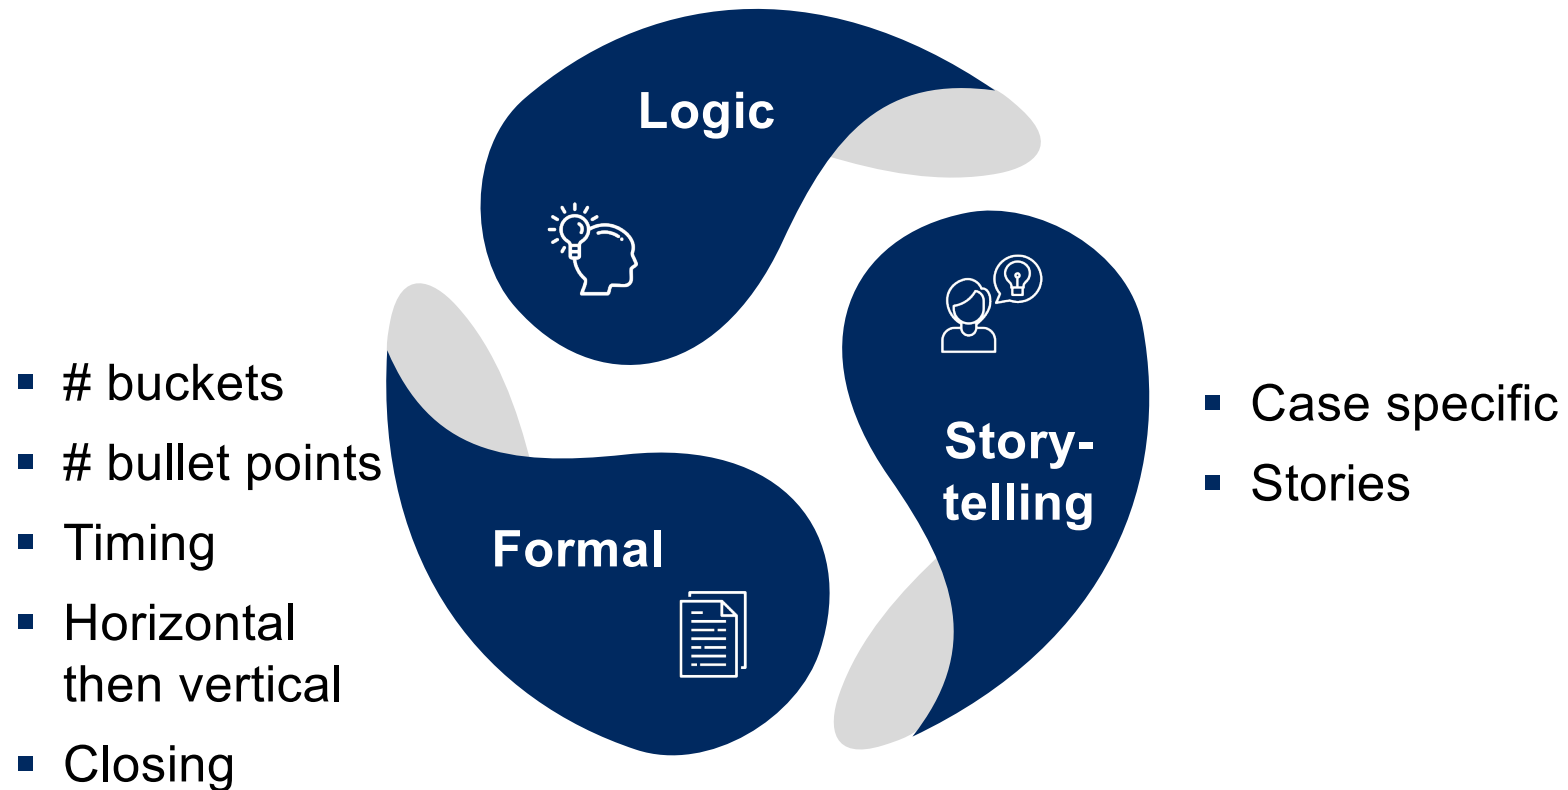 Logic
# buckets
# bullet points
Timing
Horizontal
then vertical
Closing
Formal
Story-
telling
Case specific
Stories